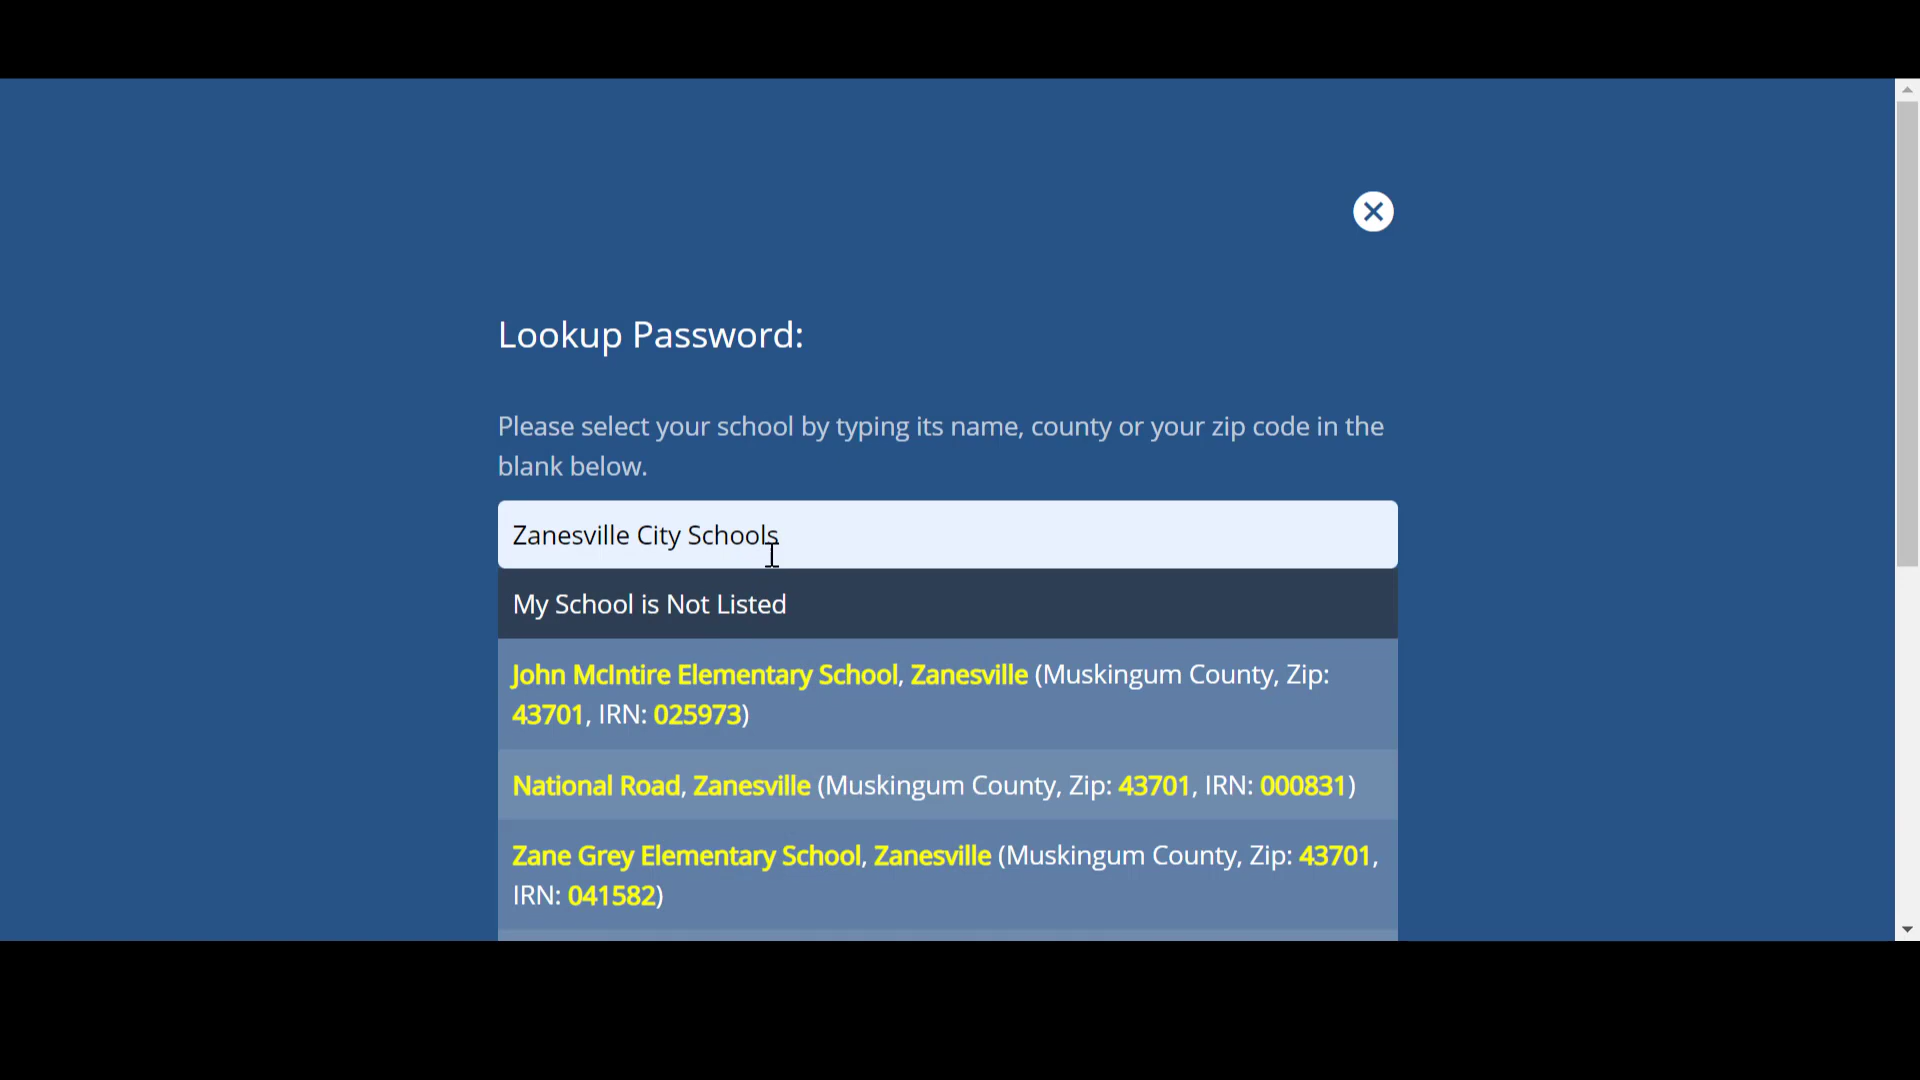 Lookup Password:
Please select your school by typing its name, county or your zip code in the
blank below.
Zanesville City Schools
My School is Not Listed
John McIntire Elementary School, Zanesville (Muskingum County, Zip:
43701, IRN: 025973)
National Road, Zanesville (Muskingum County, Zip: 43701, IRN: 000831)
Zane Grey Elementary School, Zanesville (Muskingum County, Zip: 43701,
IRN: 041582)